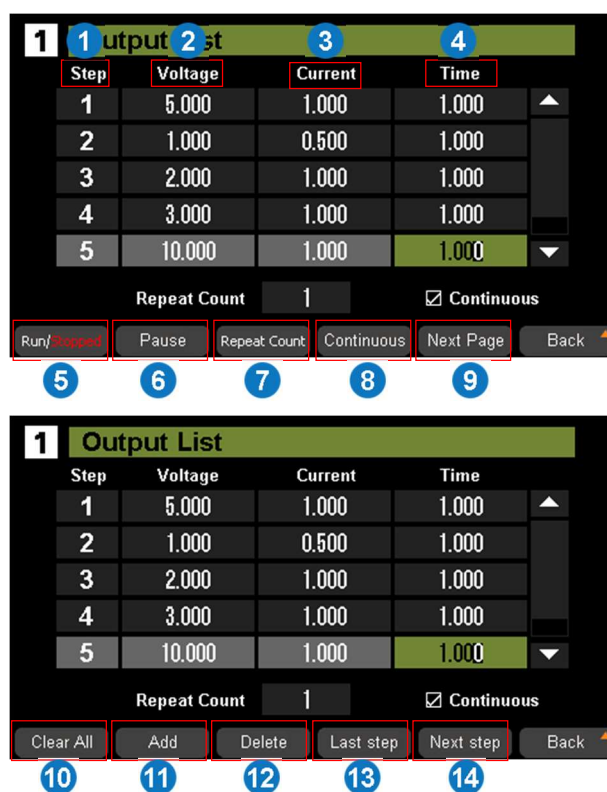 1 Output List
1 2 3 4
Step Voltage Current Time
1 5.000 1.000 1.000
2 1.000 0.500 1.000
3 2.000 1.000 1.000
4 3.000 1.000 1.000
5 10.000 1.000 1.000
Repeat Count 1 Continuous
Run/Stopped Pause Repeat Count Continuous Next Page Back
5 6 7 8 9
1 Output List
Step Voltage Current Time
1 5.000 1.000 1.000
2 1.000 0.500 1.000
3 2.000 1.000 1.000
4 3.000 1.000 1.000
5 10.000 1.000 1.000
Repeat Count 1 Continuous
Clear All Add Delete Last step Next step Back
10 11 12 13 14